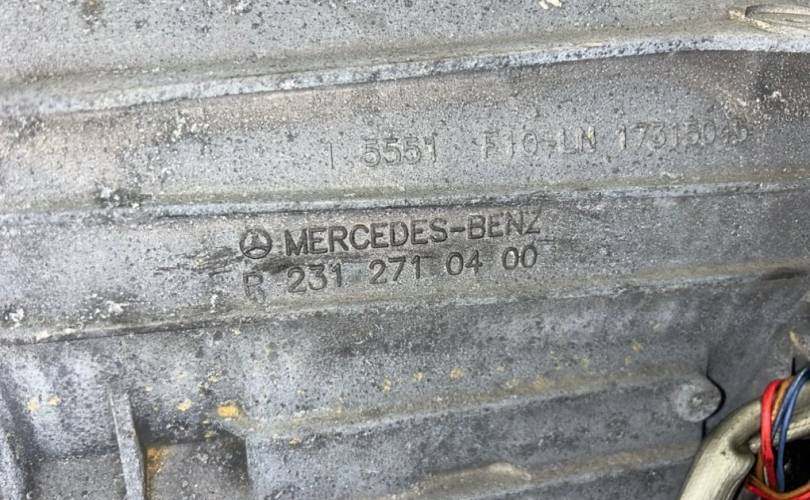 1 5551 F10-LN 17315045
MERCEDES-BENZ
R 231 271 04 00